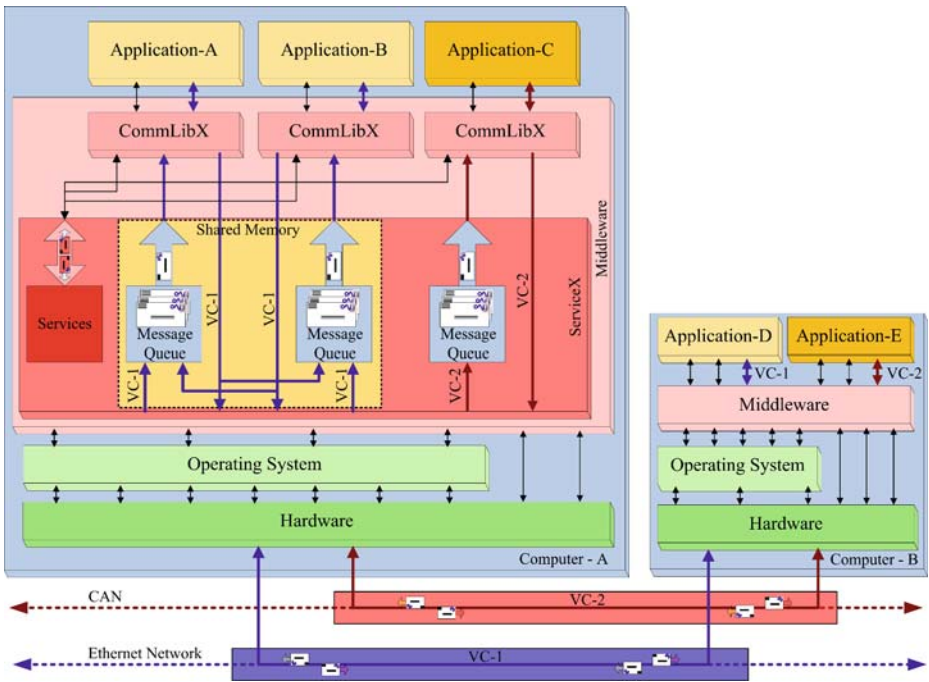 Application-A
Application-B
Application-C
CommLibX
CommLibX
CommLibX
Middleware
Shared Memory
VC-1
VC-1
VC-2
ServiceX
Services
Message
Queue
Message
Queue
Message
Queue
VC-1
VC-1
VC-2
Operating System
Hardware
Computer - A
Application-D
Application-E
VC-1
VC-2
Middleware
Operating System
Hardware
Computer - B
CAN
VC-2
Ethernet Network
VC-1